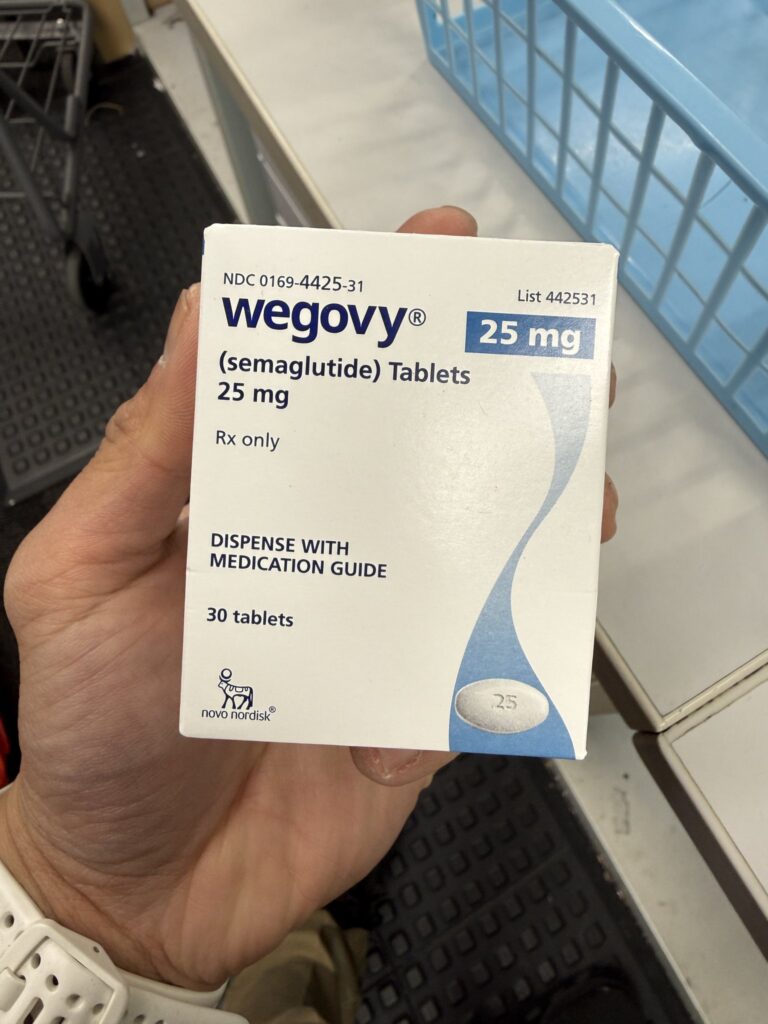 NDC 0169-4425-31
List 442531
wegovy®
25 mg
(semaglutide) Tablets
25 mg
Rx only
DISPENSE WITH
MEDICATION GUIDE
30 tablets
novo nordisk®
25